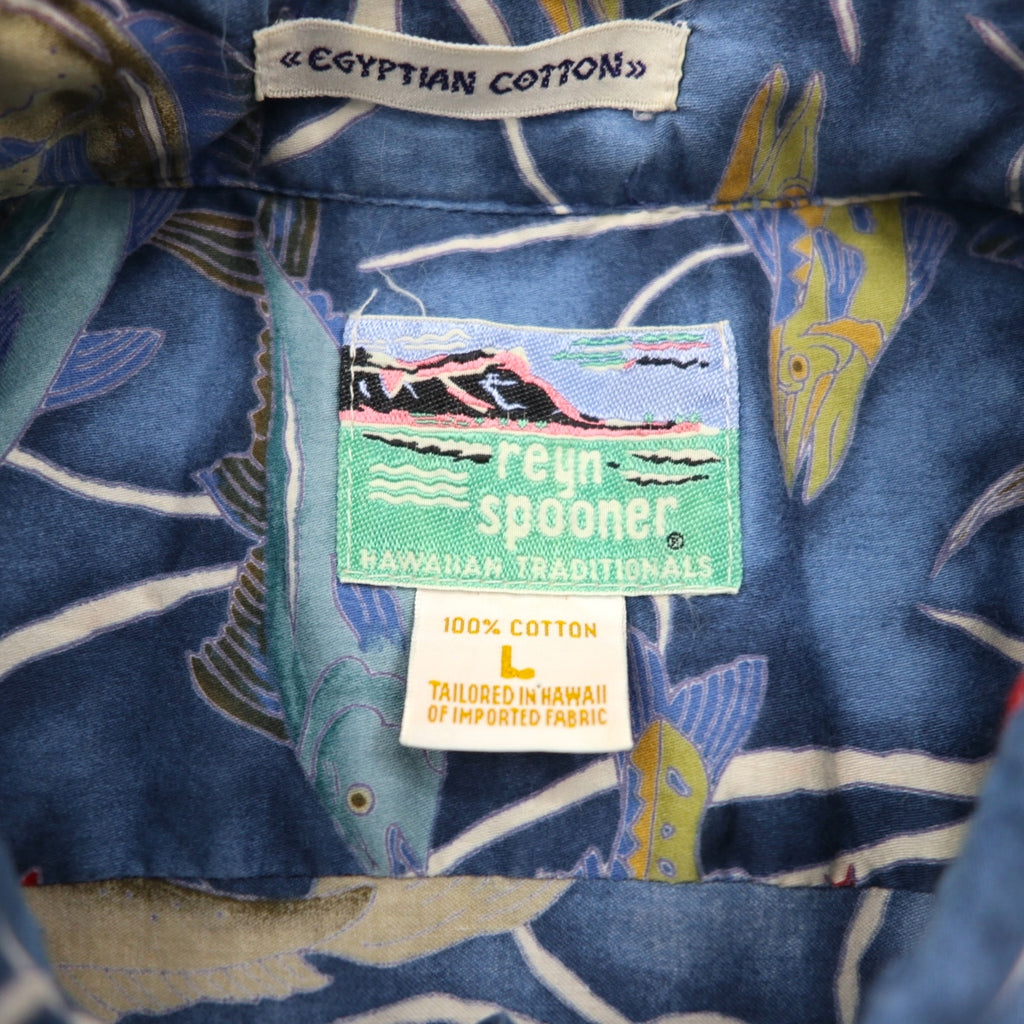 «EGYPTIAN COTTON»
reyn
spooner®
HAWAIIAN TRADITIONALS
100% COTTON
L
TAILORED IN HAWAII
OF IMPORTED FABRIC